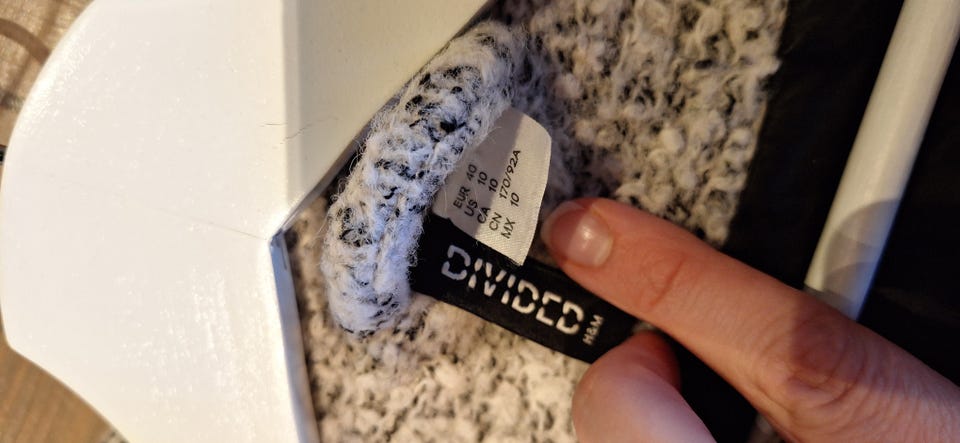 EUR 40
US 10
CA 10
CN 170/92A
MX 10
DIVIDED
H&M